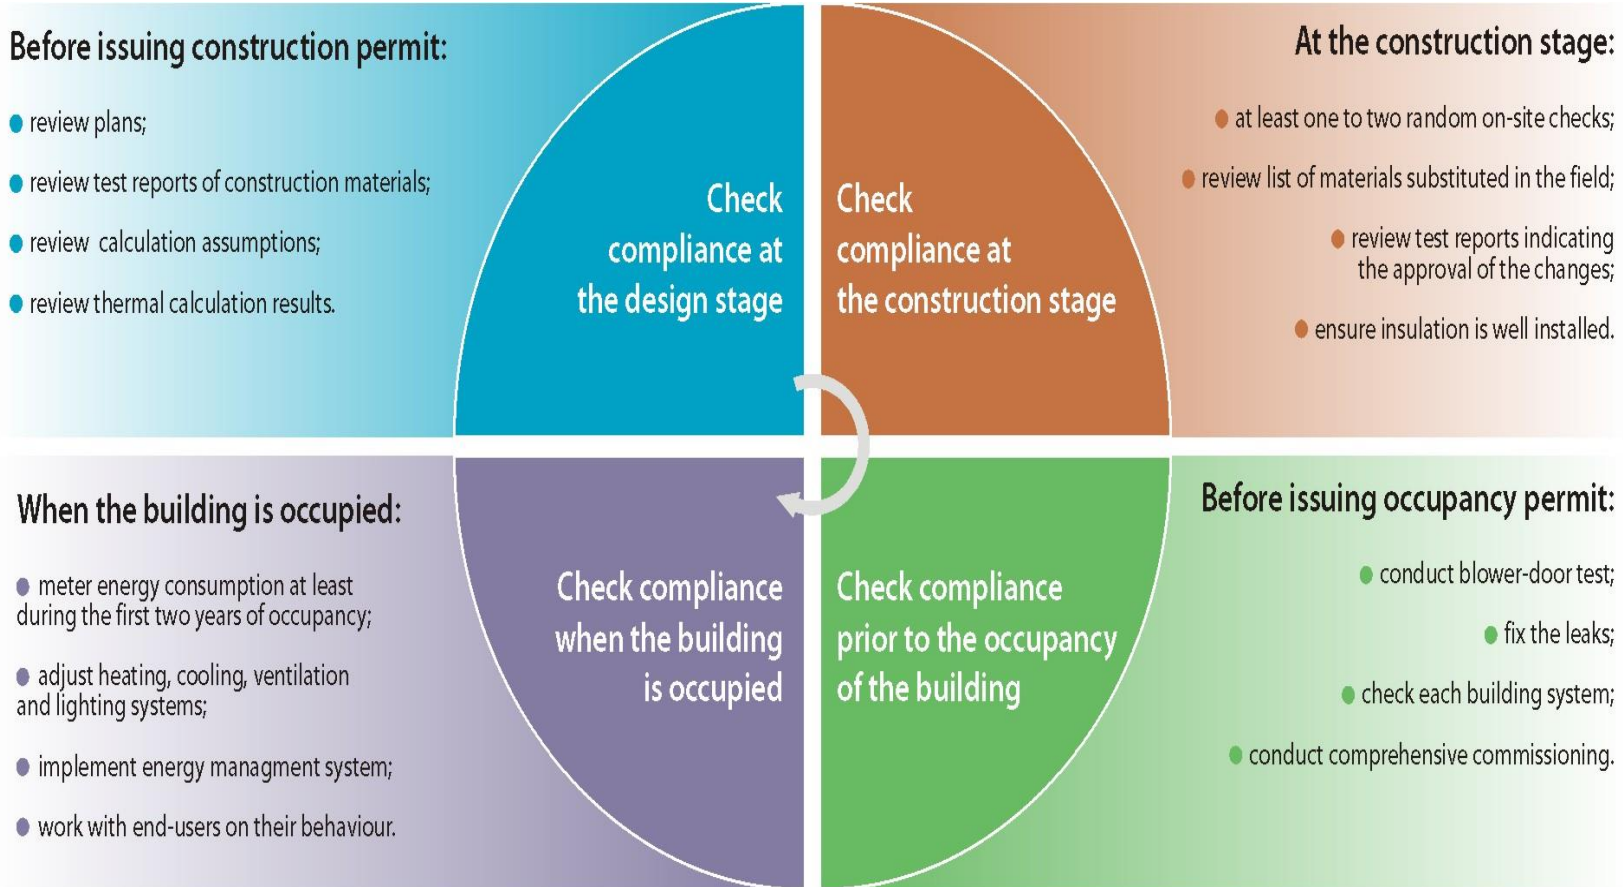 Before issuing construction permit:
review plans;
review test reports of construction materials;
review calculation assumptions;
review thermal calculation results.
Check
compliance at
the design stage
Check
compliance at
the construction stage
At the construction stage:
at least one to two random on-site checks;
review list of materials substituted in the field;
review test reports indicating
the approval of the changes;
ensure insulation is well installed.
When the building is occupied:
meter energy consumption at least
during the first two years of occupancy;
adjust heating, cooling, ventilation
and lighting systems;
implement energy managment system;
work with end-users on their behaviour.
Check compliance
when the building
is occupied
Check compliance
prior to the occupancy
of the building
Before issuing occupancy permit:
conduct blower-door test;
fix the leaks;
check each building system;
conduct comprehensive commissioning.